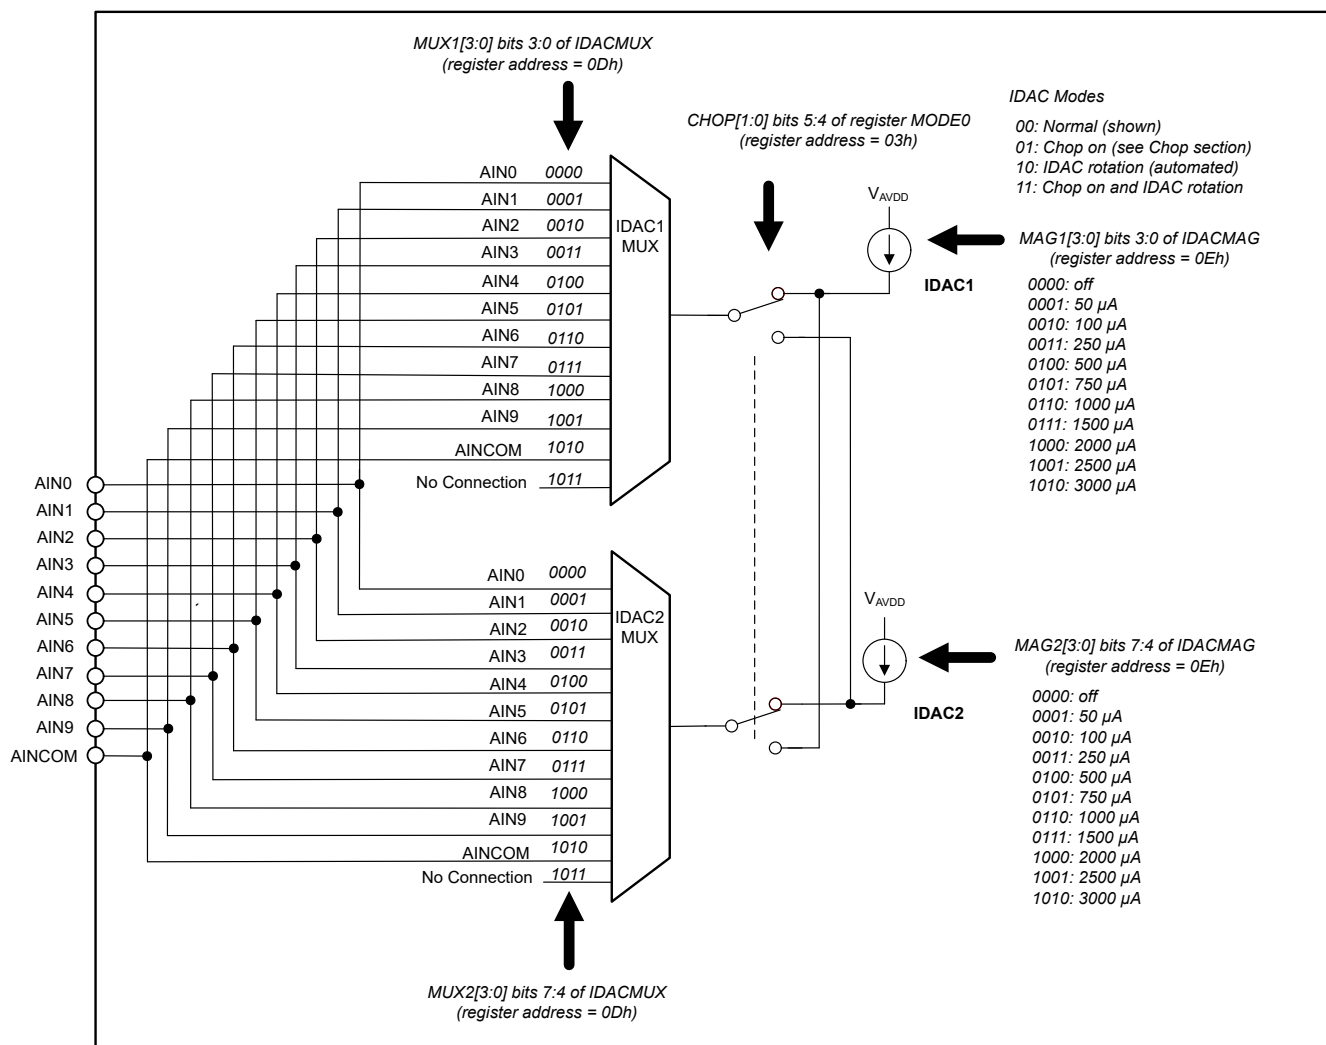 MUX1[3:0] bits 3:0 of IDACMUX
(register address = 0Dh)
IDAC Modes
00: Normal (shown)
01: Chop on (see Chop section)
10: IDAC rotation (automated)
11: Chop on and IDAC rotation
CHOP[1:0] bits 5:4 of register MODE0
(register address = 03h)
AIN0 0000
AIN1 0001
AIN2 0010
AIN3 0011
AIN4 0100
AIN5 0101
AIN6 0110
AIN7 0111
AIN8 1000
AIN9 1001
AINCOM 1010
No Connection 1011
IDAC1
MUX
VAVDD
IDAC1
MAG1[3:0] bits 3:0 of IDACMAG
(register address = 0Eh)
0000: off
0001: 50 µA
0010: 100 µA
0011: 250 µA
0100: 500 µA
0101: 750 µA
0110: 1000 µA
0111: 1500 µA
1000: 2000 µA
1001: 2500 µA
1010: 3000 µA
AIN0
AIN1
AIN2
AIN3
AIN4
AIN5
AIN6
AIN7
AIN8
AIN9
AINCOM
AIN0 0000
AIN1 0001
AIN2 0010
AIN3 0011
AIN4 0100
AIN5 0101
AIN6 0110
AIN7 0111
AIN8 1000
AIN9 1001
AINCOM 1010
No Connection 1011
IDAC2
MUX
VAVDD
IDAC2
MAG2[3:0] bits 7:4 of IDACMAG
(register address = 0Eh)
0000: off
0001: 50 µA
0010: 100 µA
0011: 250 µA
0100: 500 µA
0101: 750 µA
0110: 1000 µA
0111: 1500 µA
1000: 2000 µA
1001: 2500 µA
1010: 3000 µA
MUX2[3:0] bits 7:4 of IDACMUX
(register address = 0Dh)